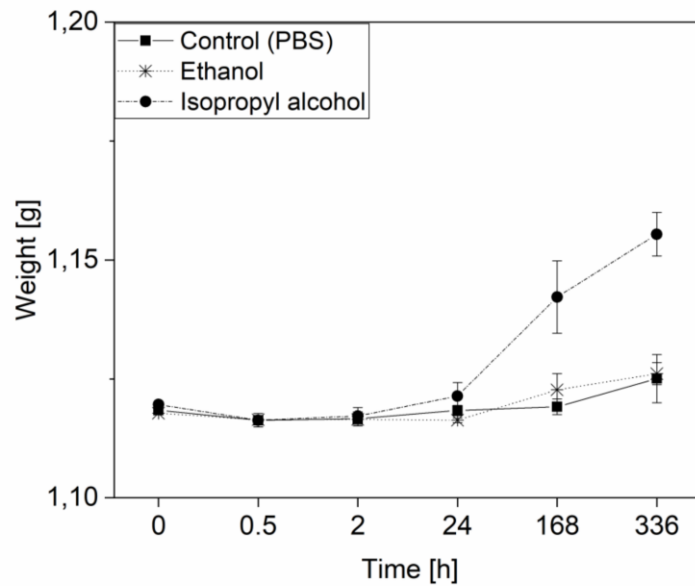 1,20
Control (PBS)
Ethanol
Isopropyl alcohol
Weight [g]
1,15
1,10
0 0.5 2 24 168 336
Time [h]